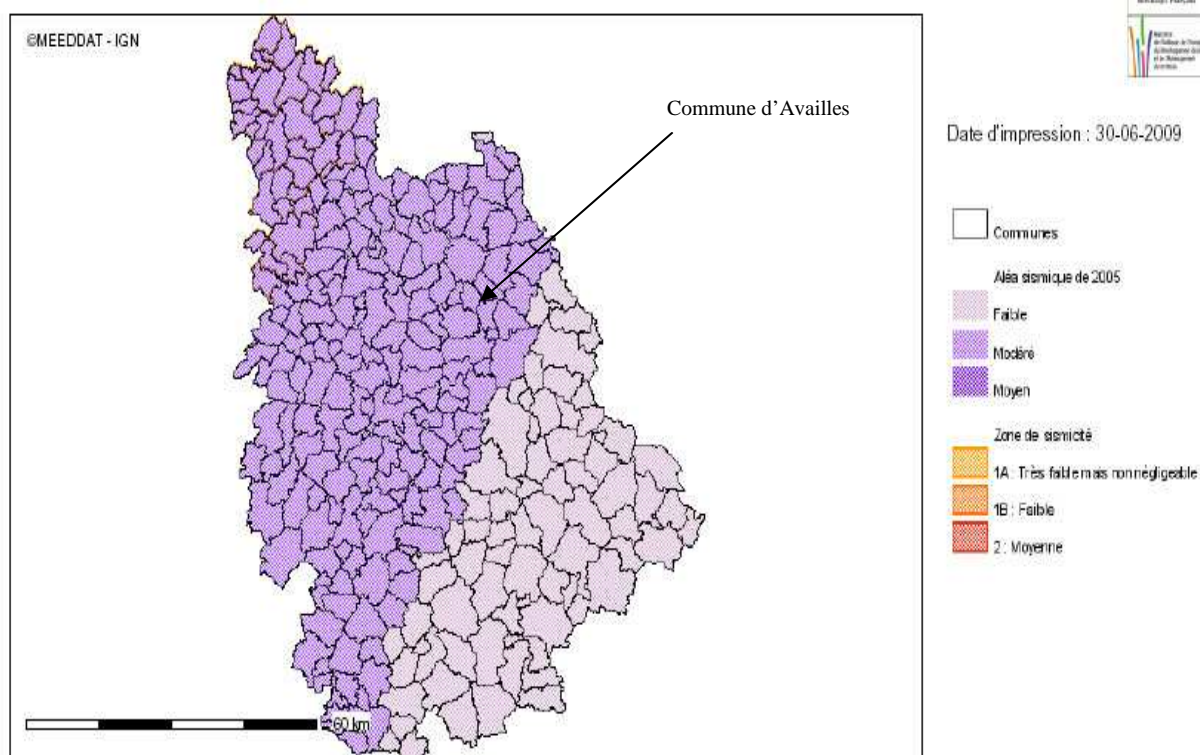 ©MEEDDAT - IGN
Commune d'Availles
Date d'impression : 30-06-2009
Communes
Aléa sismique de 2005
Faible
Modéré
Moyen
Zone de sismicité
1A : Très faible mais non négligeable
1B : Faible
2 : Moyenne
60 km